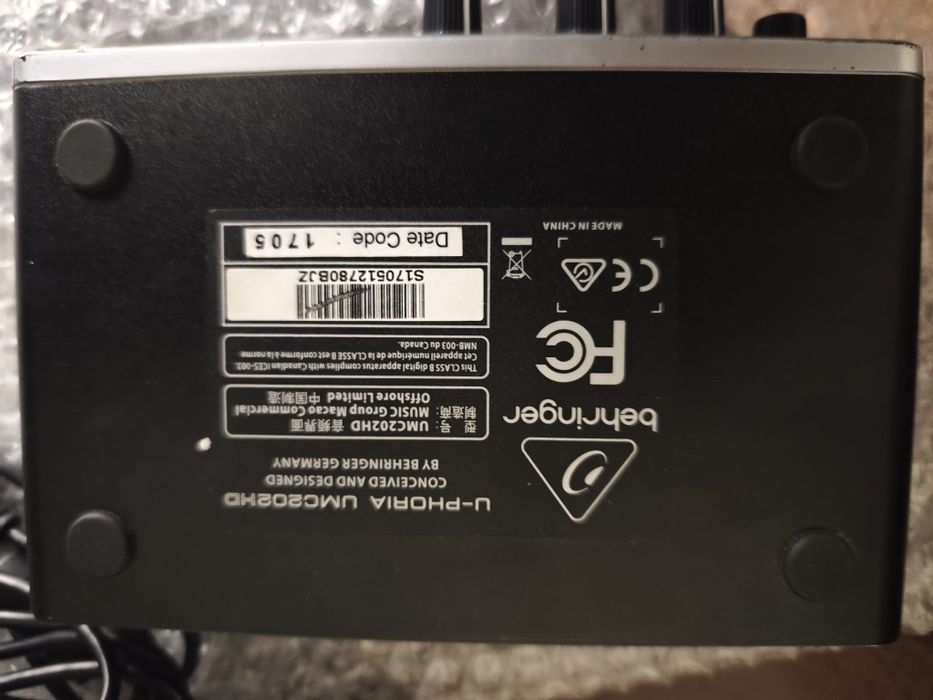 U-PHORIA UMC202HD
CONCEIVED AND DESIGNED
BY BEHRINGER GERMANY
behringer
型号: UMC202HD 音频界面
制造商: MUSIC Group Macao Commercial
Offshore Limited 中国制造
This CLASS B digital apparatus complies with Canadian ICES-003.
Cet appareil numérique de la CLASSE B est conforme à la norme
NMB-003 du Canada.
FC
CE
S170512780BJZ
Date Code : 1705
MADE IN CHINA